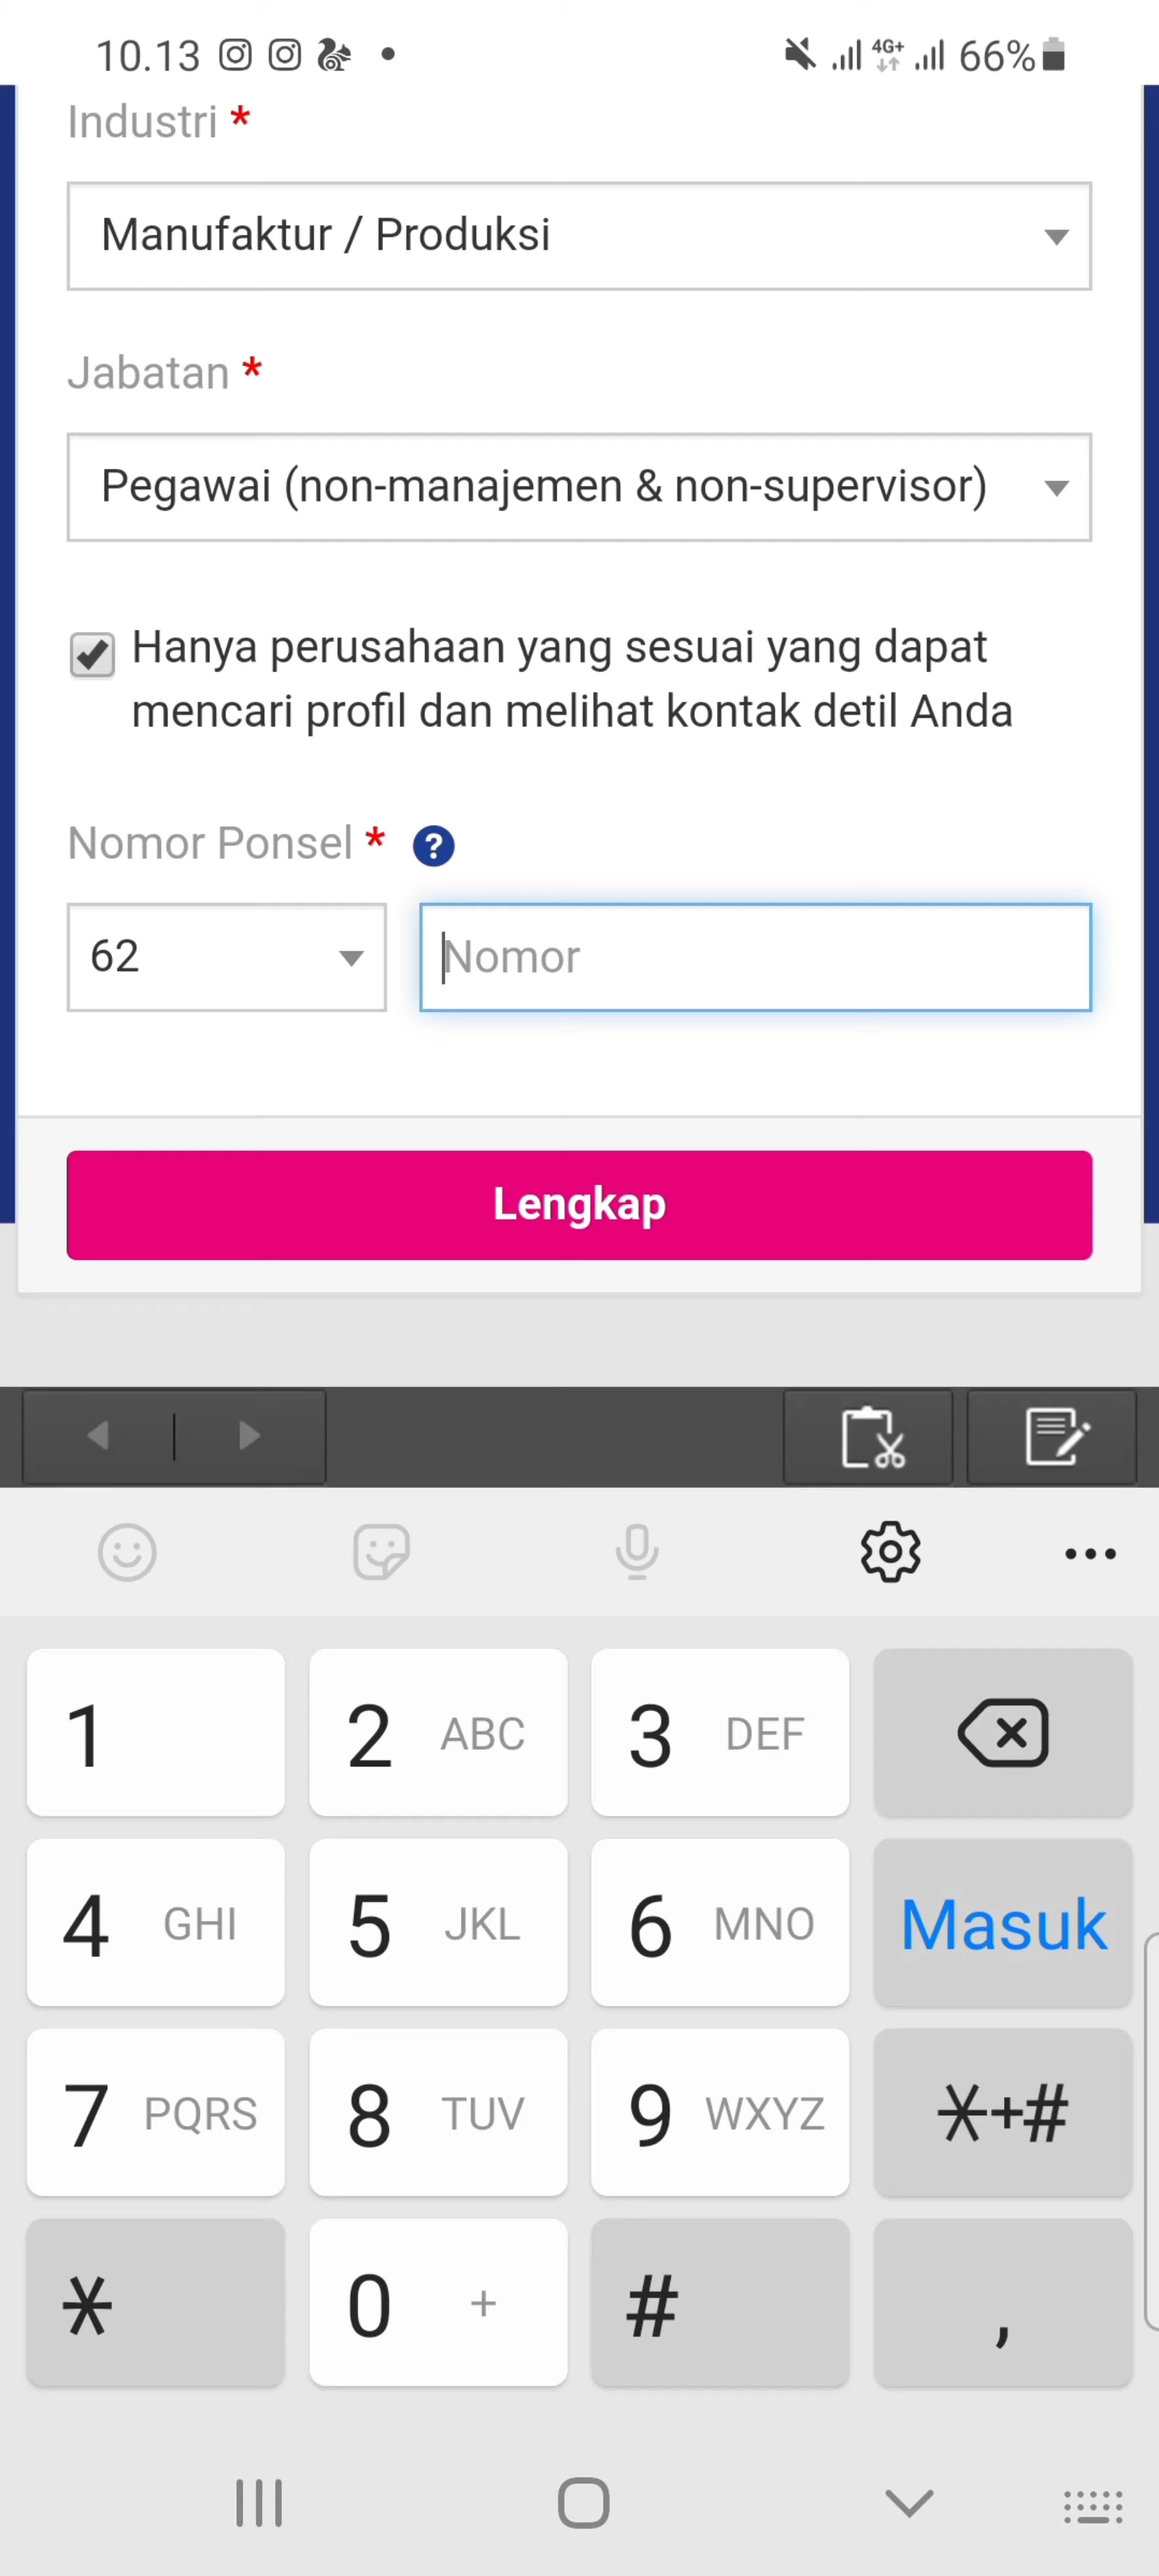 10.13 4G+ 66%
Industri *
Manufaktur / Produksi
Jabatan *
Pegawai (non-manajemen & non-supervisor)
Hanya perusahaan yang sesuai yang dapat
mencari profil dan melihat kontak detil Anda
Nomor Ponsel * ?
62 Nomor
Lengkap
1 2 ABC 3 DEF
4 GHI 5 JKL 6 MNO Masuk
7 PQRS 8 TUV 9 WXYZ *+#
* 0 + # ,